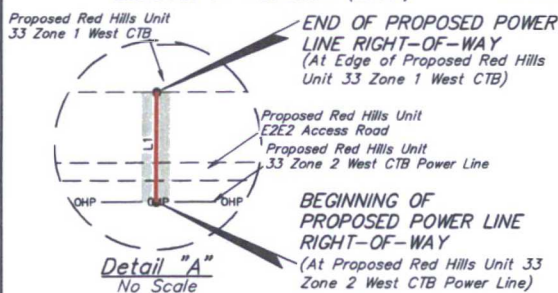 Proposed Red Hills Unit
33 Zone 1 West CTB
END OF PROPOSED POWER
LINE RIGHT-OF-WAY
(At Edge of Proposed Red Hills
Unit 33 Zone 1 West CTB)
L1
Proposed Red Hills Unit
E2E2 Access Road
Proposed Red Hills Unit
33 Zone 2 West CTB Power Line
OHP OHP OHP
BEGINNING OF
PROPOSED POWER LINE
RIGHT-OF-WAY
(At Proposed Red Hills Unit 33
Zone 2 West CTB Power Line)
Detail "A"
No Scale